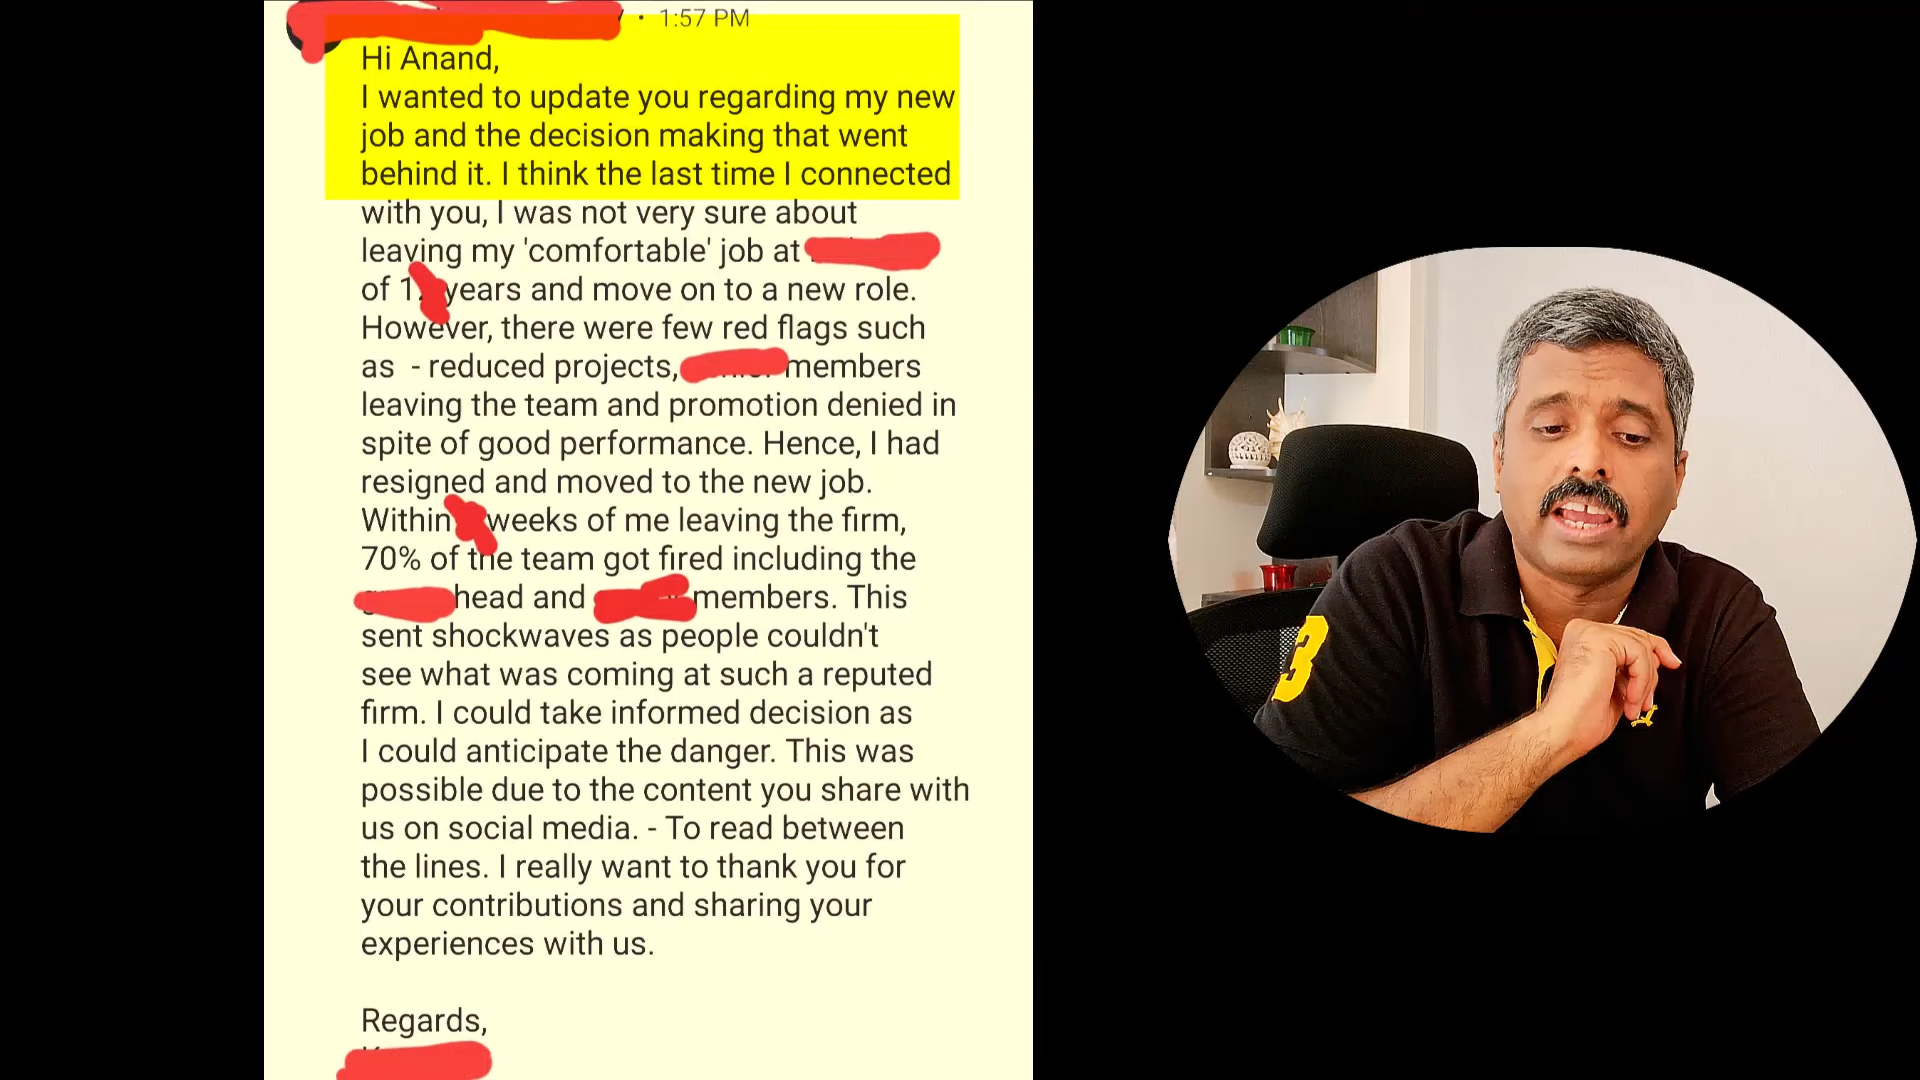 • 1:57 PM
Hi Anand,
I wanted to update you regarding my new
job and the decision making that went
behind it. I think the last time I connected
with you, I was not very sure about
leaving my 'comfortable' job at
of 1 years and move on to a new role.
However, there were few red flags such
as - reduced projects, members
leaving the team and promotion denied in
spite of good performance. Hence, I had
resigned and moved to the new job.
Within weeks of me leaving the firm,
70% of the team got fired including the
head and members. This
sent shockwaves as people couldn't
see what was coming at such a reputed
firm. I could take informed decision as
I could anticipate the danger. This was
possible due to the content you share with
us on social media. - To read between
the lines. I really want to thank you for
your contributions and sharing your
experiences with us.
Regards,
3